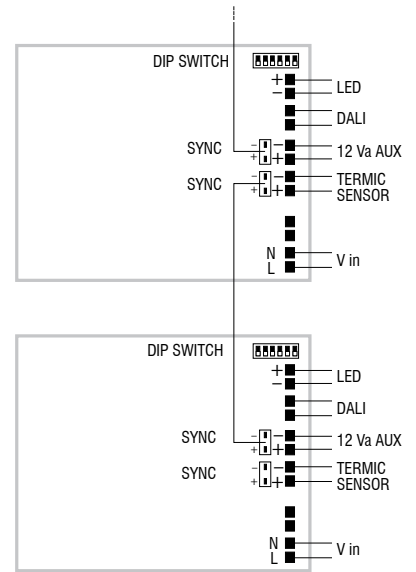 DIP SWITCH
+
− LED
DALI
SYNC − − 12 Va AUX
+ +
SYNC − − TERMIC
+ + SENSOR
N V in
L
DIP SWITCH
+
− LED
DALI
SYNC − − 12 Va AUX
+ +
SYNC − − TERMIC
+ + SENSOR
N V in
L